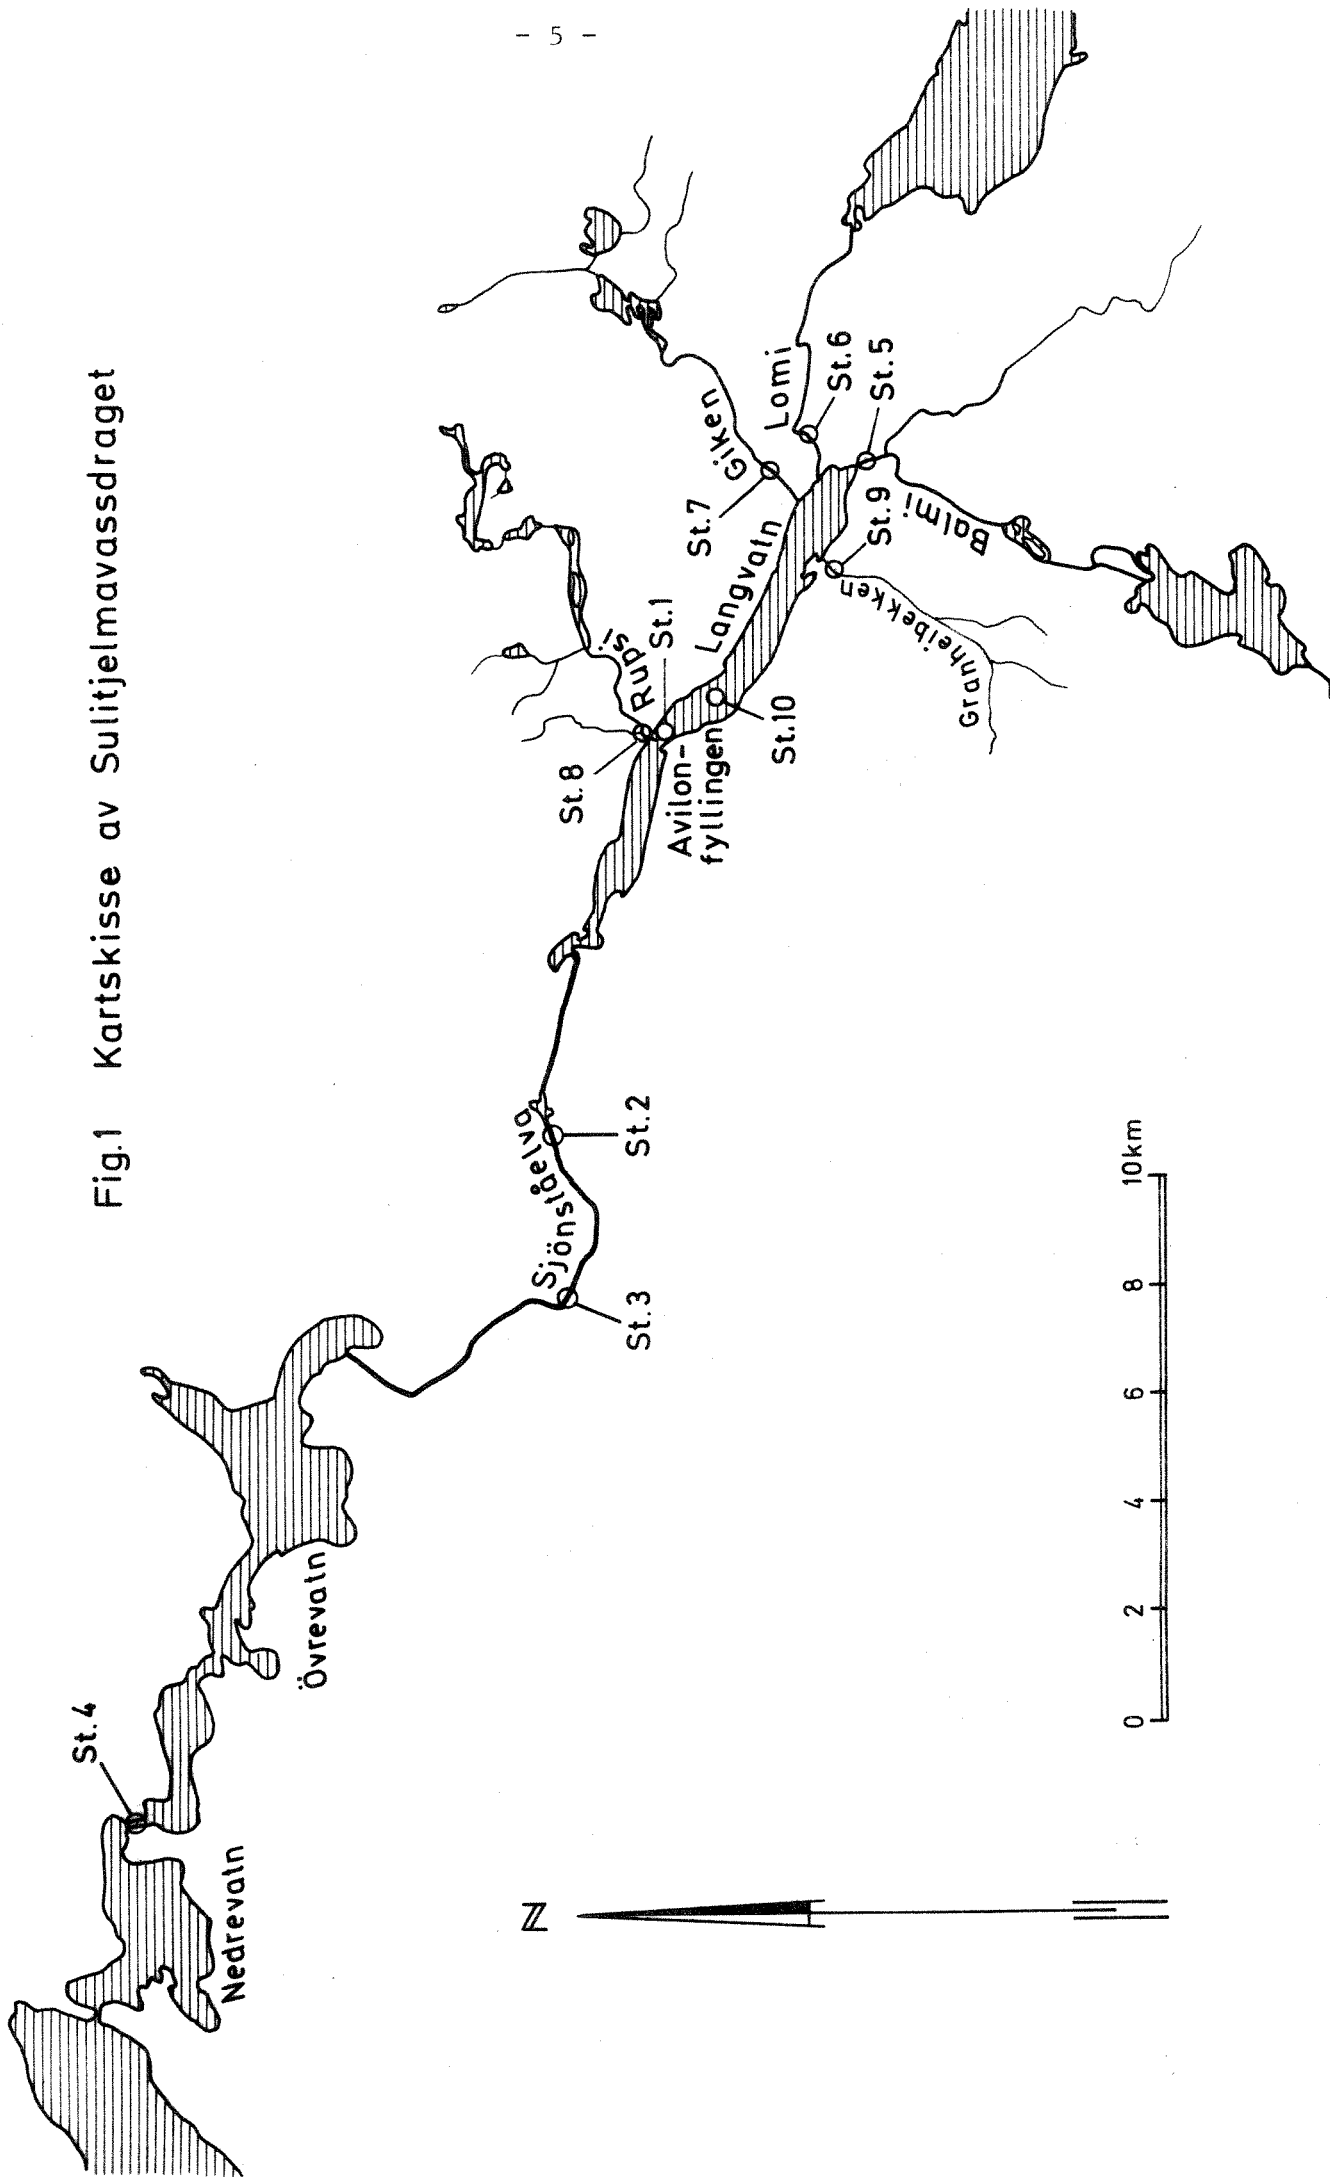 - 5 -
Fig.1 Kartskisse av Sulitjelmavassdraget
St.4
Nedrevatn
Övrevatn
St.3
Sjönståelva
St.2
St.8
Rupsi
St.1
Avilon-
fyllingen
St.10
Langvatn
St.7
Giken
Lomi
St.6
St.5
St.9
Balmi
Granheibekken
N
0 2 4 6 8 10km